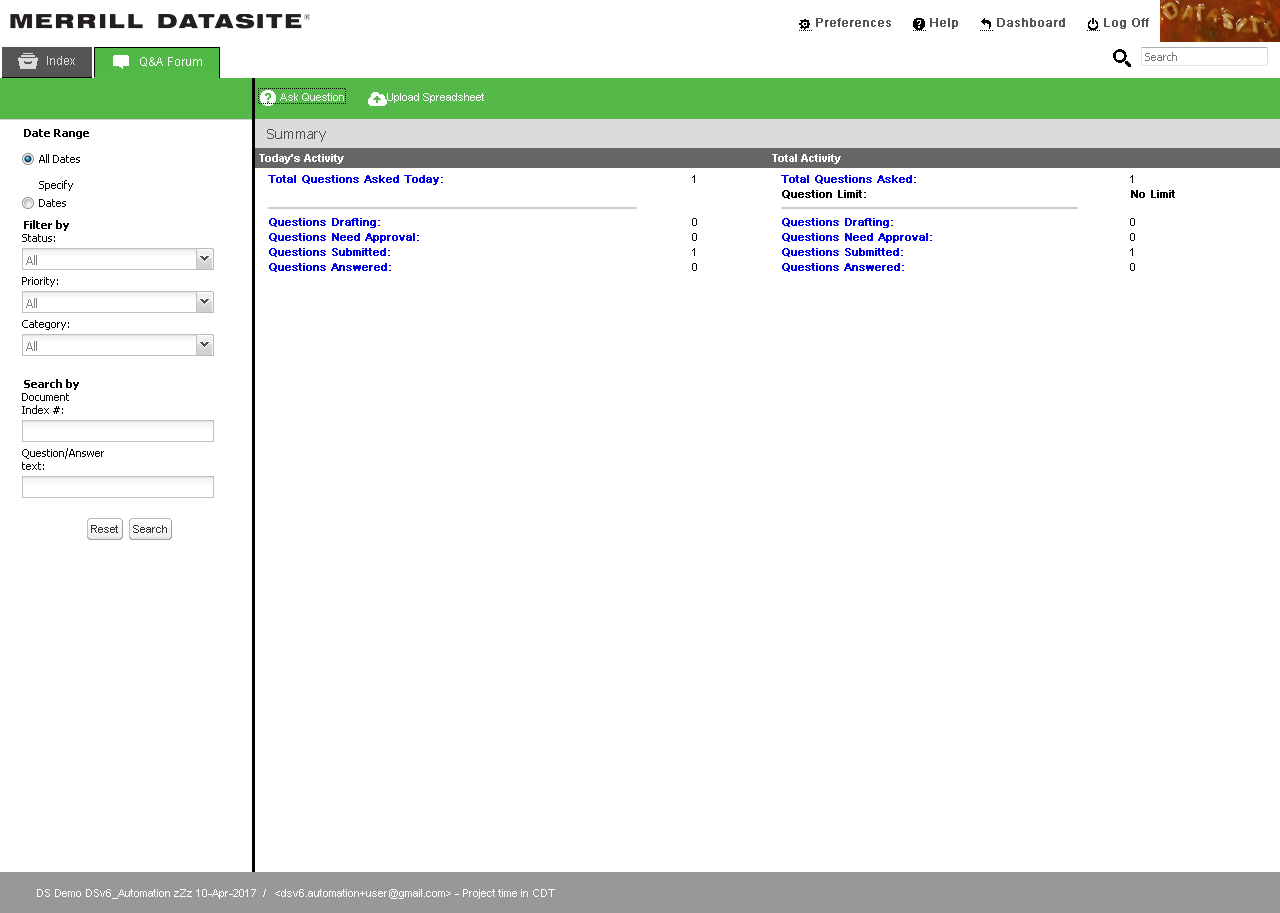 MERRILL DATASITE®
Preferences
Help
Dashboard
Log Off
DATASITE
Index
Q&A Forum
Search
Ask Question
Upload Spreadsheet
Date Range
All Dates
Specify
Dates
Filter by
Status:
All
Priority:
All
Category:
All
Search by
Document
Index #:
Question/Answer
text:
Reset Search
Summary
Today's Activity Total Activity
Total Questions Asked Today: 1 Total Questions Asked: 1
Question Limit: No Limit
Questions Drafting: 0 Questions Drafting: 0
Questions Need Approval: 0 Questions Need Approval: 0
Questions Submitted: 1 Questions Submitted: 1
Questions Answered: 0 Questions Answered: 0
DS Demo DSv6_Automation zZz 10-Apr-2017 / <dsv6.automation+user@gmail.com> - Project time in CDT